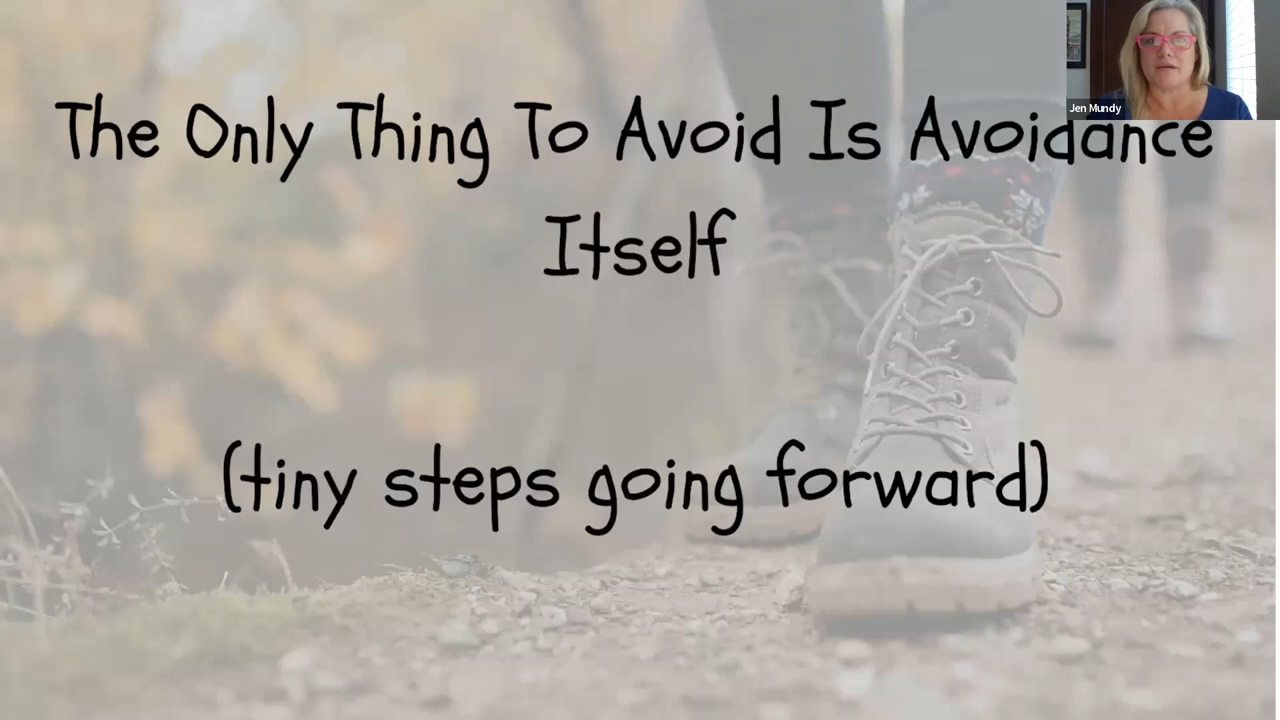 The Only Thing To Avoid Is Avoidance
Itself
(tiny steps going forward)
Jen Mundy